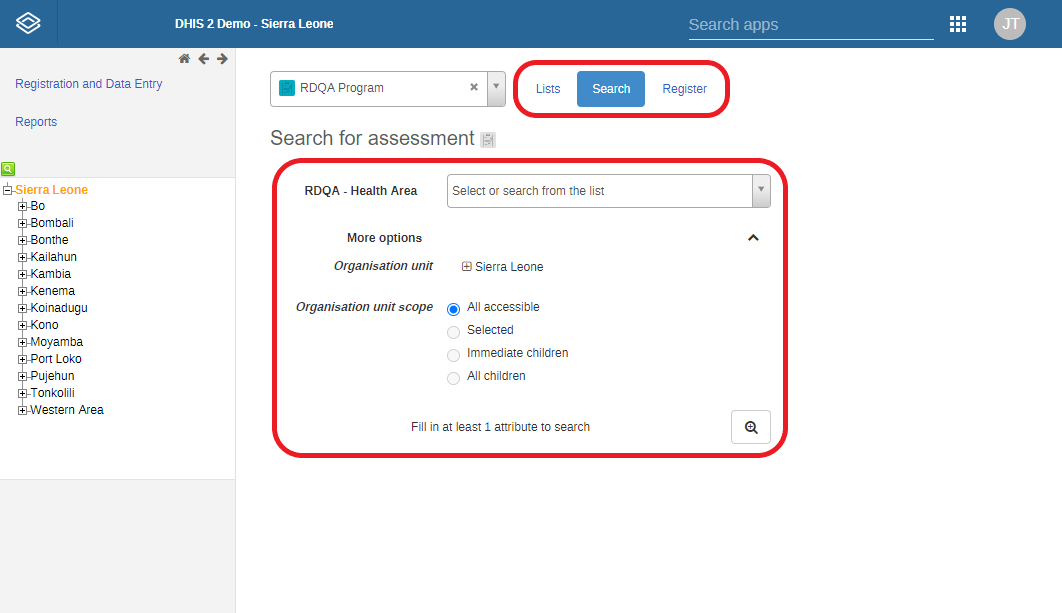 DHIS 2 Demo - Sierra Leone
Search apps
JT
Registration and Data Entry
Reports
Sierra Leone
Bo
Bombali
Bonthe
Kailahun
Kambia
Kenema
Koinadugu
Kono
Moyamba
Port Loko
Pujehun
Tonkolili
Western Area
RDQA Program
Lists Search Register
Search for assessment
RDQA - Health Area Select or search from the list
More options
Organisation unit Sierra Leone
Organisation unit scope All accessible
Selected
Immediate children
All children
Fill in at least 1 attribute to search